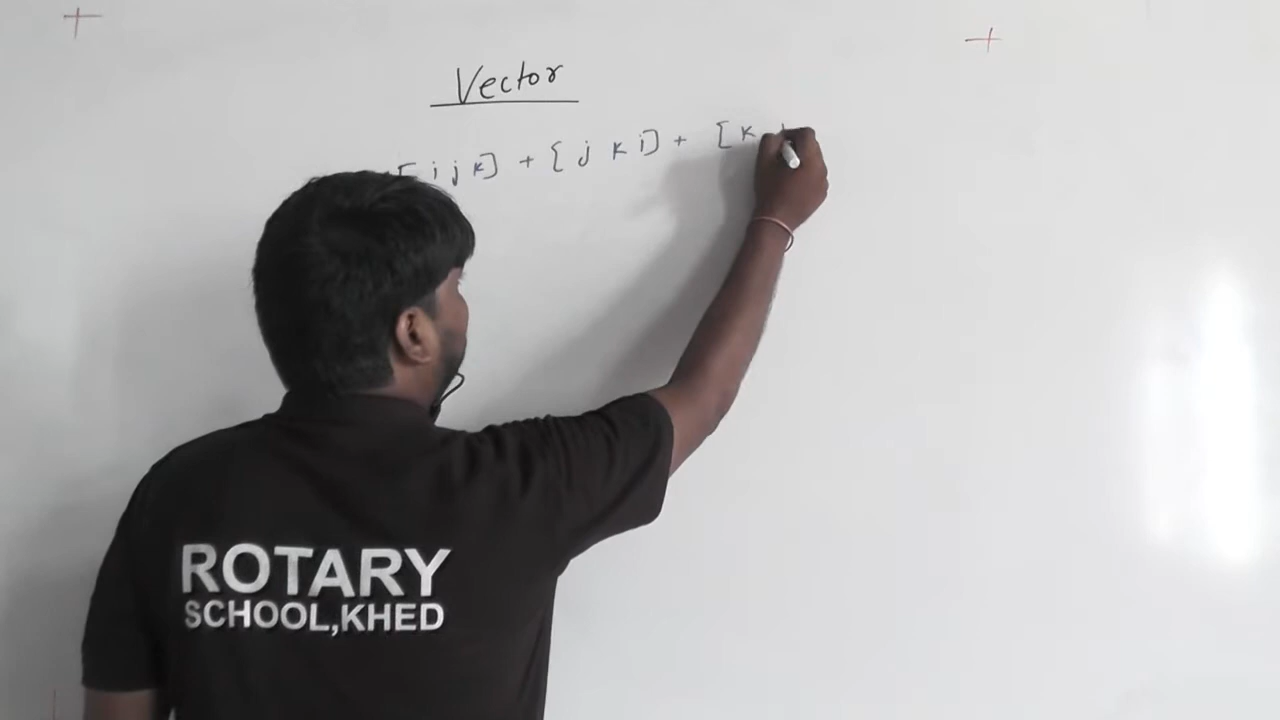 Vector
[ i j k ] + [ j k i ] + [ k
ROTARY
SCHOOL,KHED